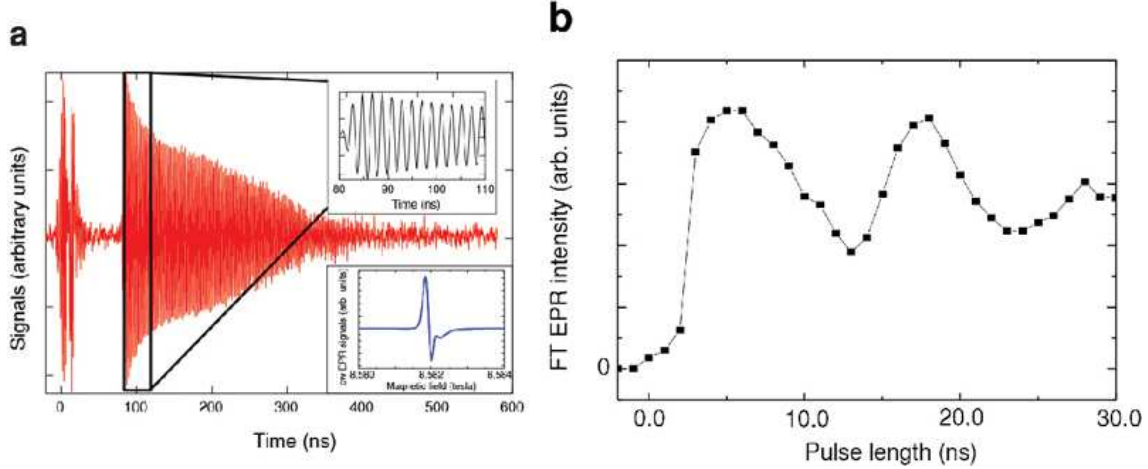 a
Signals (arbitrary units)
0 100 200 300 400 500 600
Time (ns)
80 90 100 110
Time (ns)
cw EPR signals (arb. units)
8.580 8.582 8.584
Magnetic field (tesla)
b
FT EPR intensity (arb. units)
0
0.0 10.0 20.0 30.0
Pulse length (ns)